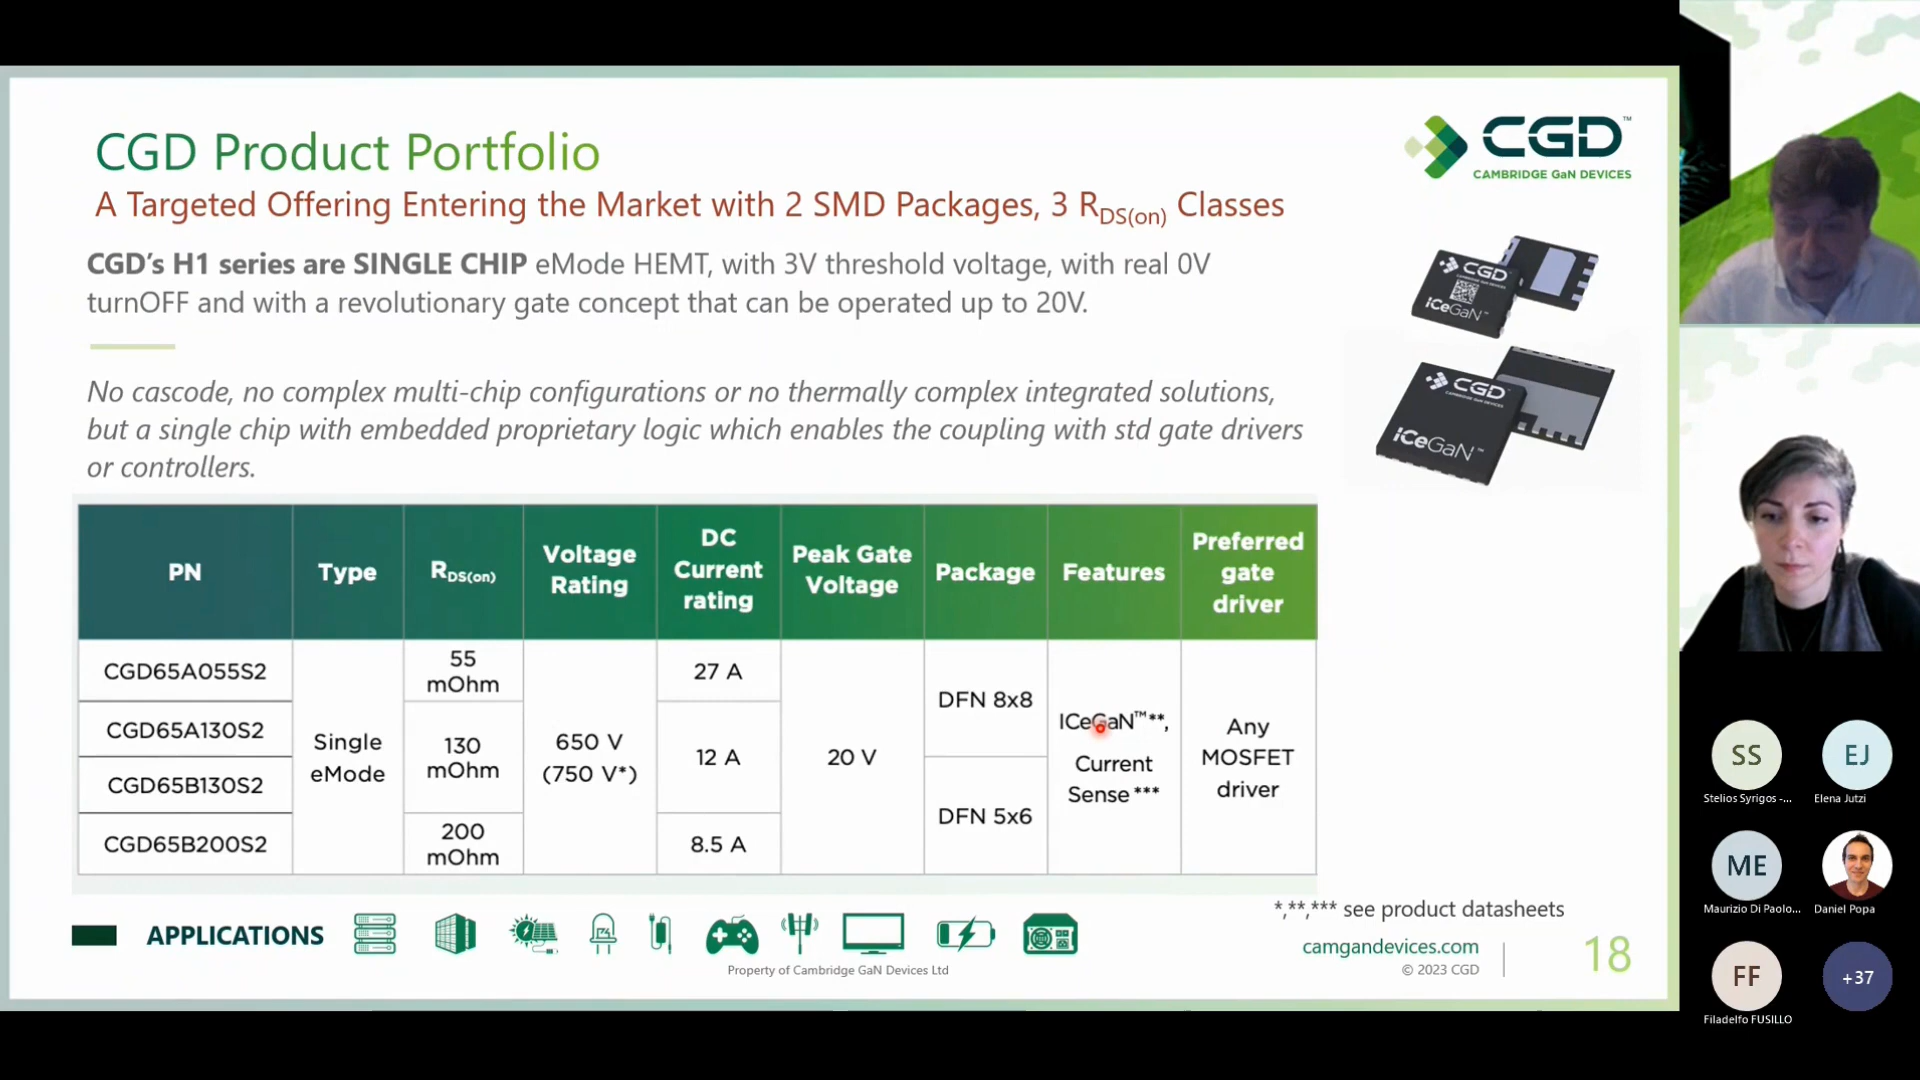 CGD Product Portfolio
A Targeted Offering Entering the Market with 2 SMD Packages, 3 RDS(on) Classes
CGD™
CAMBRIDGE GaN DEVICES
CGD's H1 series are SINGLE CHIP eMode HEMT, with 3V threshold voltage, with real 0V
turnOFF and with a revolutionary gate concept that can be operated up to 20V.
CGD
ICeGaN™
No cascode, no complex multi-chip configurations or no thermally complex integrated solutions,
but a single chip with embedded proprietary logic which enables the coupling with std gate drivers
or controllers.
CGD
CAMBRIDGE GaN DEVICES
ICeGaN™
PN
Type
RDS(on)
Voltage
Rating
DC
Current
rating
Peak Gate
Voltage
Package
Features
Preferred
gate
driver
CGD65A055S2
CGD65A130S2
CGD65B130S2
CGD65B200S2
Single
eMode
55
mOhm
130
mOhm
200
mOhm
650 V
(750 V*)
27 A
12 A
8.5 A
20 V
DFN 8x8
DFN 5x6
ICeGaN™**,
Current
Sense***
Any
MOSFET
driver
*,**,*** see product datasheets
APPLICATIONS
camgandevices.com
© 2023 CGD
18
Property of Cambridge GaN Devices Ltd
SS
Stelios Syrigos -...
EJ
Elena Jutzi
ME
Maurizio Di Paolo...
Daniel Popa
FF
Filadelfo FUSILLO
+37